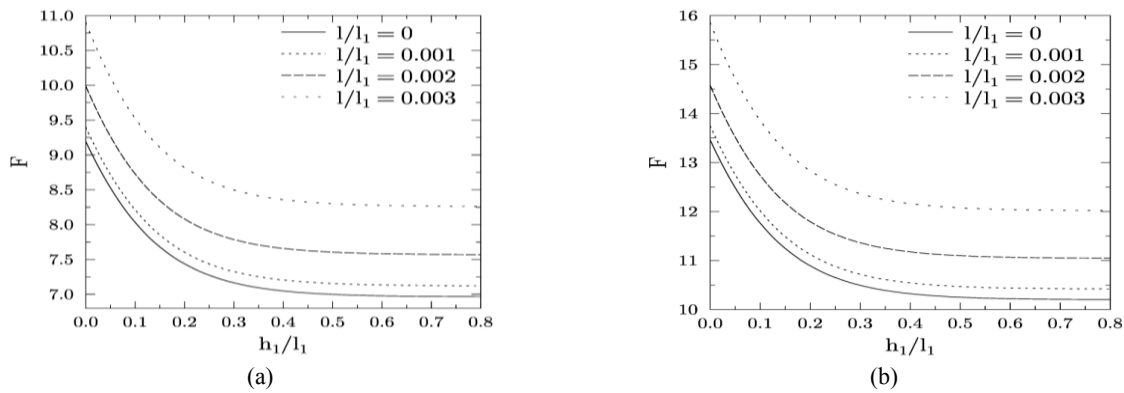 11.0
10.5
10.0
9.5
9.0
8.5
8.0
7.5
7.0
F
0.0 0.1 0.2 0.3 0.4 0.5 0.6 0.7 0.8
h₁/l₁
l/l₁ = 0
l/l₁ = 0.001
l/l₁ = 0.002
l/l₁ = 0.003
(a)
16
15
14
13
12
11
10
F
0.0 0.1 0.2 0.3 0.4 0.5 0.6 0.7 0.8
h₁/l₁
l/l₁ = 0
l/l₁ = 0.001
l/l₁ = 0.002
l/l₁ = 0.003
(b)